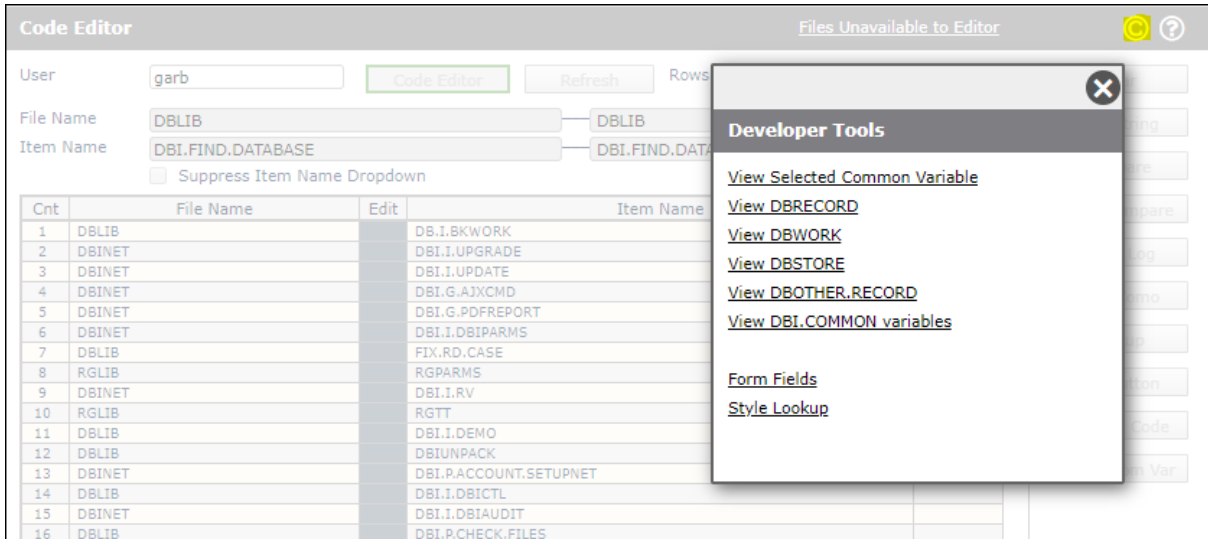 Code Editor Files Unavailable to Editor © ?
User garb Code Editor Refresh Rows
File Name DBLIB DBLIB
Item Name DBI.FIND.DATABASE DBI.FIND.DATA
Suppress Item Name Dropdown
Cnt File Name Edit Item Name
1 DBLIB DB.I.BKWORK
2 DBINET DBI.I.UPGRADE
3 DBINET DBI.I.UPDATE
4 DBINET DBI.G.AJXCMD
5 DBINET DBI.G.PDFREPORT
6 DBINET DBI.I.DBIPARMS
7 DBLIB FIX.RD.CASE
8 RGLIB RGPARMS
9 DBINET DBI.I.RV
10 RGLIB RGTT
11 DBLIB DBI.I.DEMO
12 DBLIB DBIUNPACK
13 DBINET DBI.P.ACCOUNT.SETUPNET
14 DBLIB DBI.I.DBICTL
15 DBINET DBI.I.DBIAUDIT
16 DBLIB DBI.P.CHECK.FILES
Developer Tools
View Selected Common Variable
View DBRECORD
View DBWORK
View DBSTORE
View DBOTHER.RECORD
View DBI.COMMON variables
Form Fields
Style Lookup
Log
Code
Var